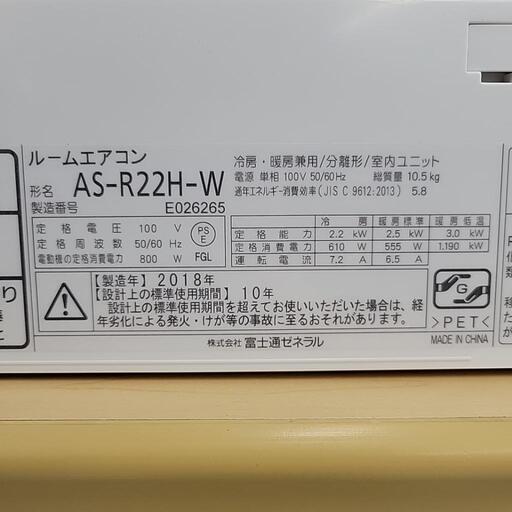 ルームエアコン
形名 AS-R22H-W
製造番号 E026265
冷房・暖房兼用/分離形/室内ユニット
電源 単相 100V 50/60Hz 総質量 10.5kg
通年エネルギー消費効率(JIS C 9612:2013) 5.8
定格電圧 100 V
定格周波数 50/60 Hz
電動機の定格消費電力 800 W
PS
E
FGL
冷房 暖房標準 暖房低温
定格能力 2.2 kW 2.5 kW 3.0 kW
定格消費電力 610 W 555 W 1,190 kW
運転電流 7.2 A 6.5 A
【製造年】2018年
【設計上の標準使用期間】10年
設計上の標準使用期間を超えてお使いいただいた場合は、経
年劣化による発火・けが等の事故に至るおそれがあります。
株式会社 富士通ゼネラル
G
>PET<
MADE IN CHINA